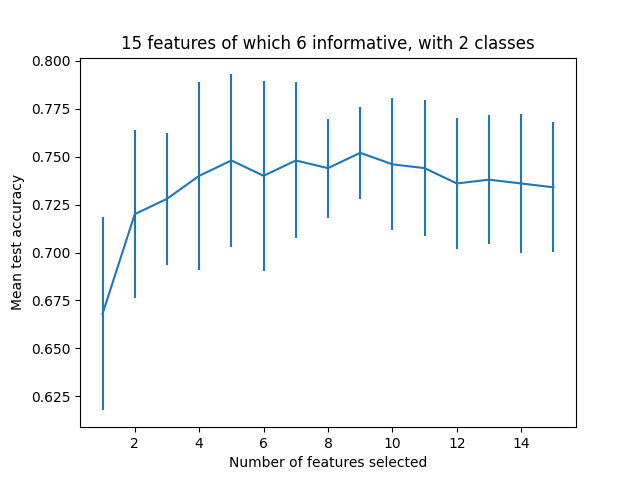 15 features of which 6 informative, with 2 classes
Mean test accuracy
0.800
0.775
0.750
0.725
0.700
0.675
0.650
0.625
2 4 6 8 10 12 14
Number of features selected